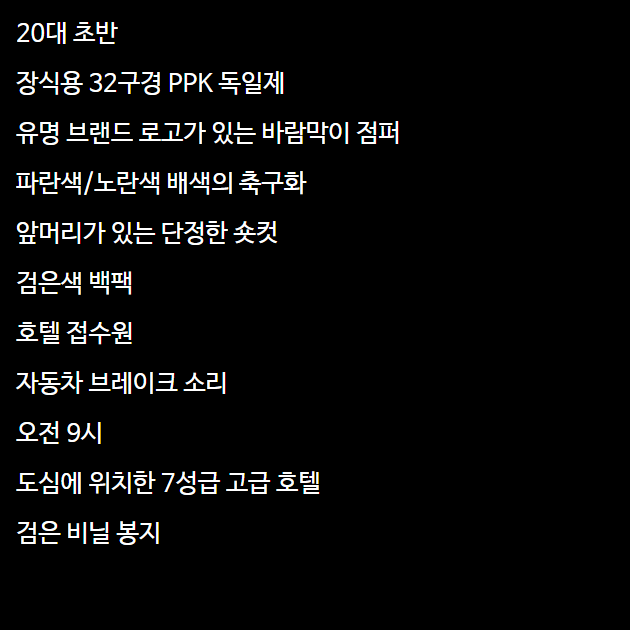 20대 초반
장식용 32구경 PPK 독일제
유명 브랜드 로고가 있는 바람막이 점퍼
파란색/노란색 배색의 축구화
앞머리가 있는 단정한 숏컷
검은색 백팩
호텔 접수원
자동차 브레이크 소리
오전 9시
도심에 위치한 7성급 고급 호텔
검은 비닐 봉지